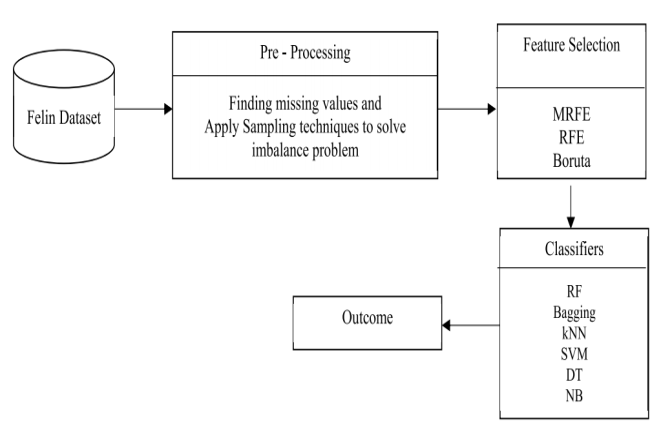 Felin Dataset
Pre - Processing
Finding missing values and
Apply Sampling techniques to solve
imbalance problem
Feature Selection
MRFE
RFE
Boruta
Classifiers
RF
Bagging
kNN
SVM
DT
NB
Outcome